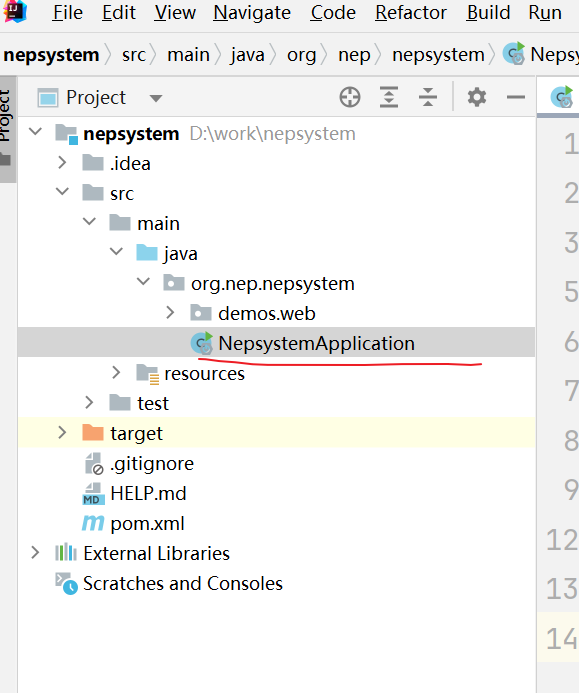 File Edit View Navigate Code Refactor Build Run
nepsystem src main java org nep nepsystem Neps
Project
Project
nepsystem D:\work\nepsystem
.idea
src
main
java
org.nep.nepsystem
demos.web
NepsystemApplication
resources
test
target
.gitignore
HELP.md
pom.xml
External Libraries
Scratches and Consoles
1
2
3
5
6
7
8
9
12
13
14